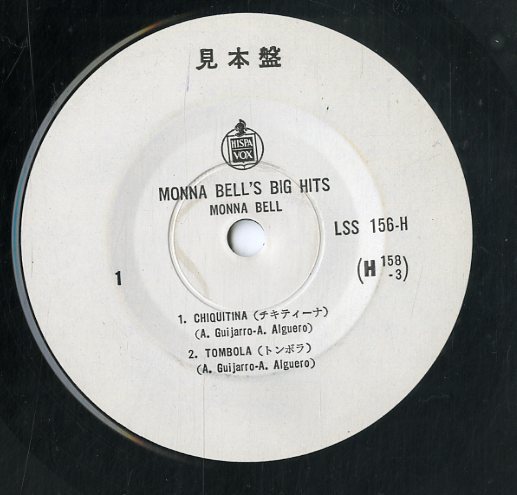 見本盤
HISPA
VOX
MONNA BELL'S BIG HITS
MONNA BELL
LSS 156-H
(H 158-3)
1
1. CHIQUITINA (チキティーナ)
(A. Guijarro-A. Alguero)
2. TOMBOLA (トンボラ)
(A. Guijarro-A. Alguero)